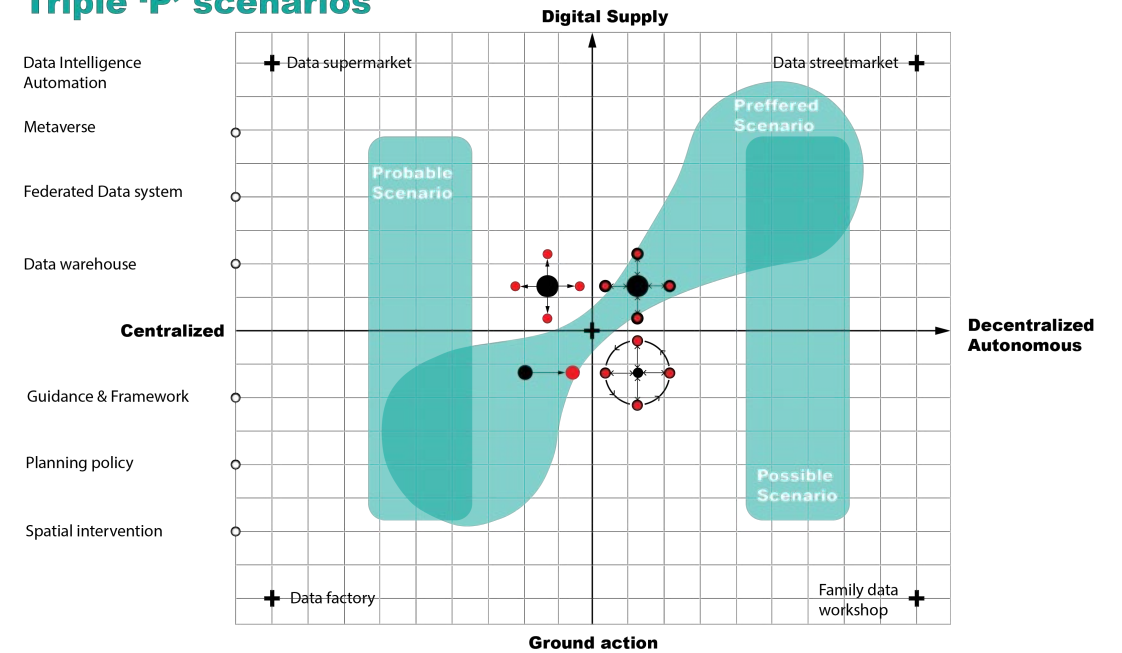 Triple ‘P’ scenarios
Digital Supply
Data Intelligence
Automation
Data supermarket
Data streetmarket
Metaverse
Preffered
Scenario
Probable
Scenario
Federated Data system
Data warehouse
Centralized
Decentralized
Autonomous
Guidance & Framework
Planning policy
Possible
Scenario
Spatial intervention
Data factory
Family data
workshop
Ground action